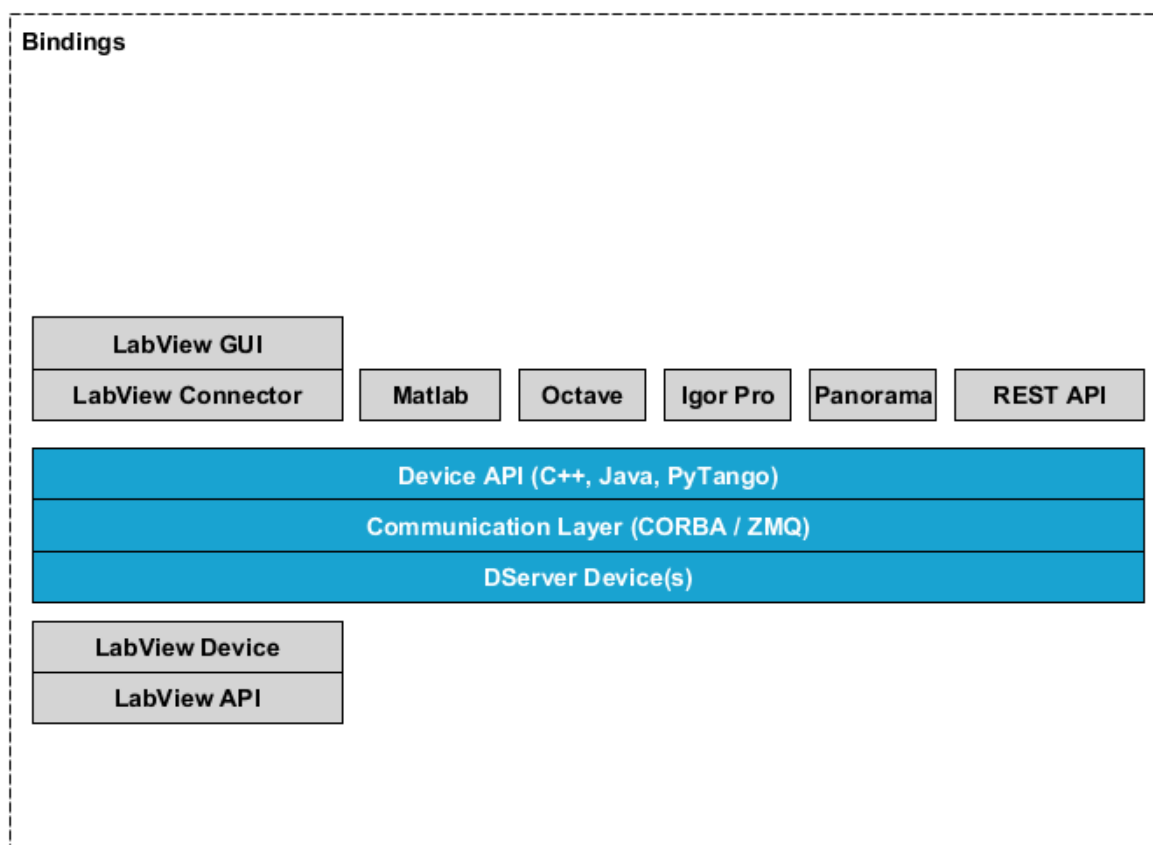 Bindings
LabView GUI
LabView Connector
Matlab
Octave
Igor Pro
Panorama
REST API
Device API (C++, Java, PyTango)
Communication Layer (CORBA / ZMQ)
DServer Device(s)
LabView Device
LabView API